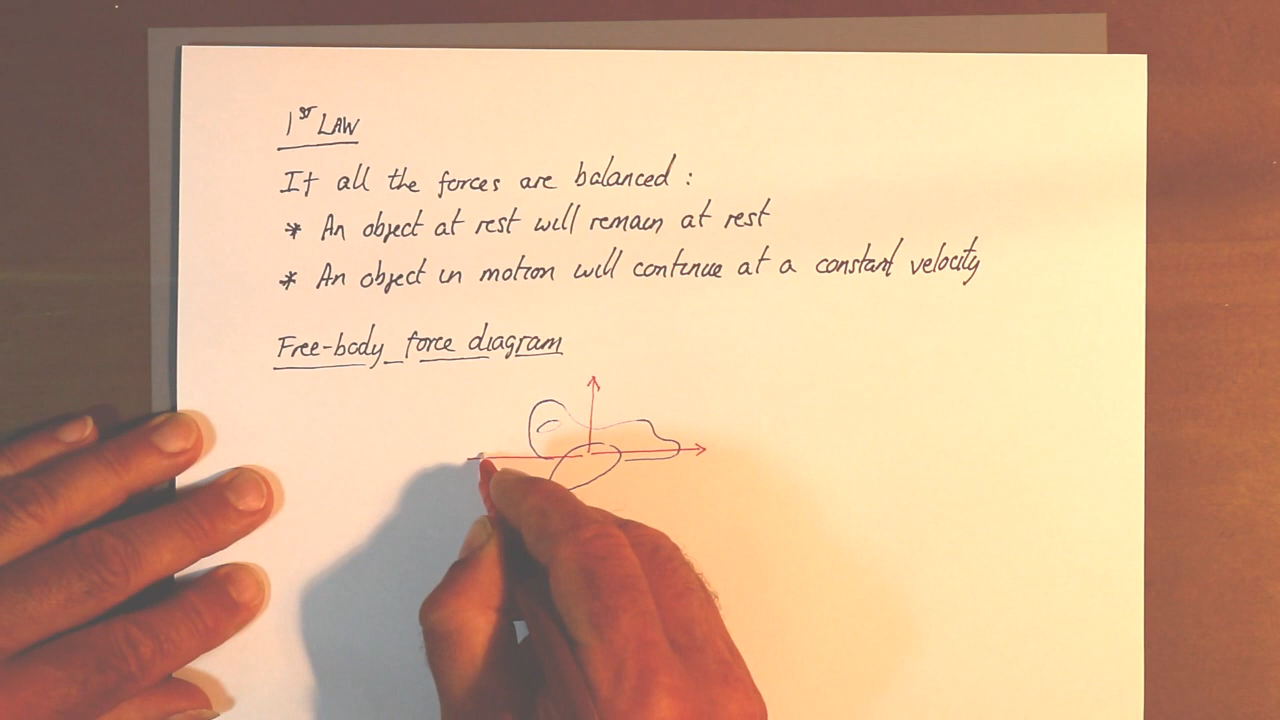 1ST LAW
If all the forces are balanced :
* An object at rest will remain at rest
* An object in motion will continue at a constant velocity
Free-body force diagram